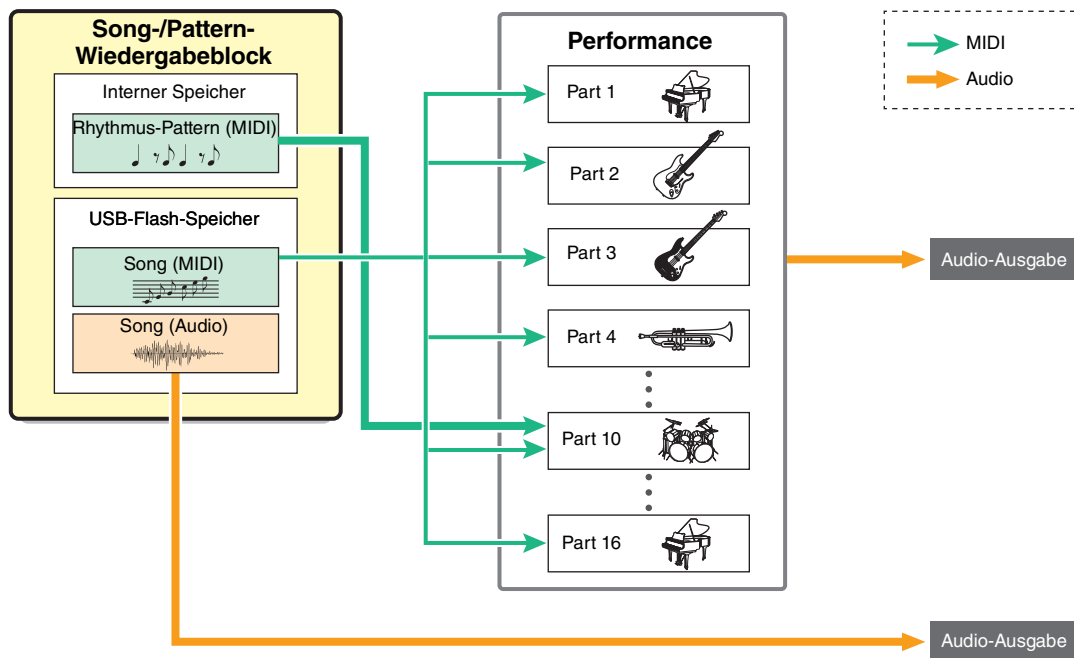 Song-/Pattern-
Wiedergabeblock
Interner Speicher
Rhythmus-Pattern (MIDI)
USB-Flash-Speicher
Song (MIDI)
Song (Audio)
Performance
Part 1
Part 2
Part 3
Part 4
Part 10
Part 16
MIDI
Audio
Audio-Ausgabe
Audio-Ausgabe